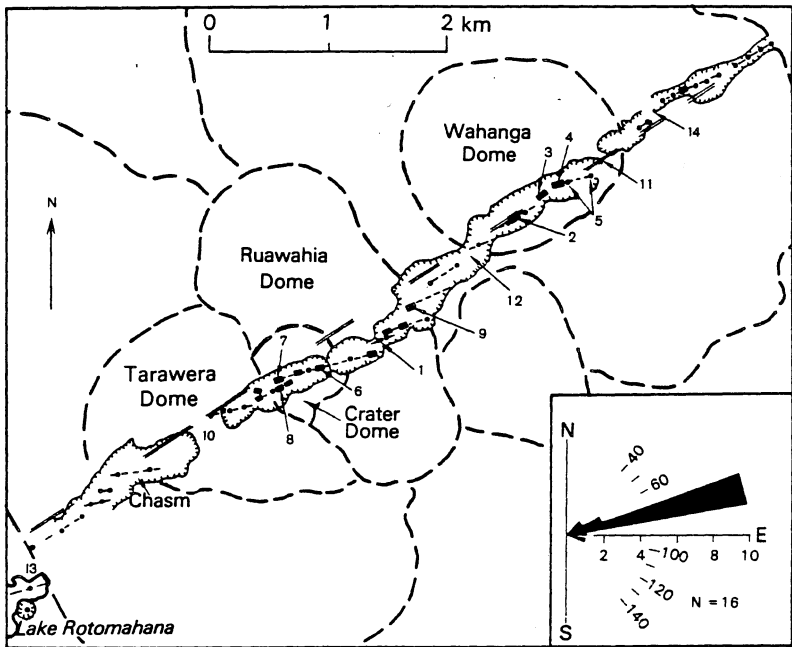 0 1 2 km
N
Wahanga
Dome
3 4
14
11
5
2
12
Ruawahia
Dome
9
7
Tarawera
Dome
1
6
Crater
Dome
8
10
Chasm
13
Lake Rotomahana
N
-40
-60
E
2 4 6 8 10
-100
-120
-140
N = 16
S